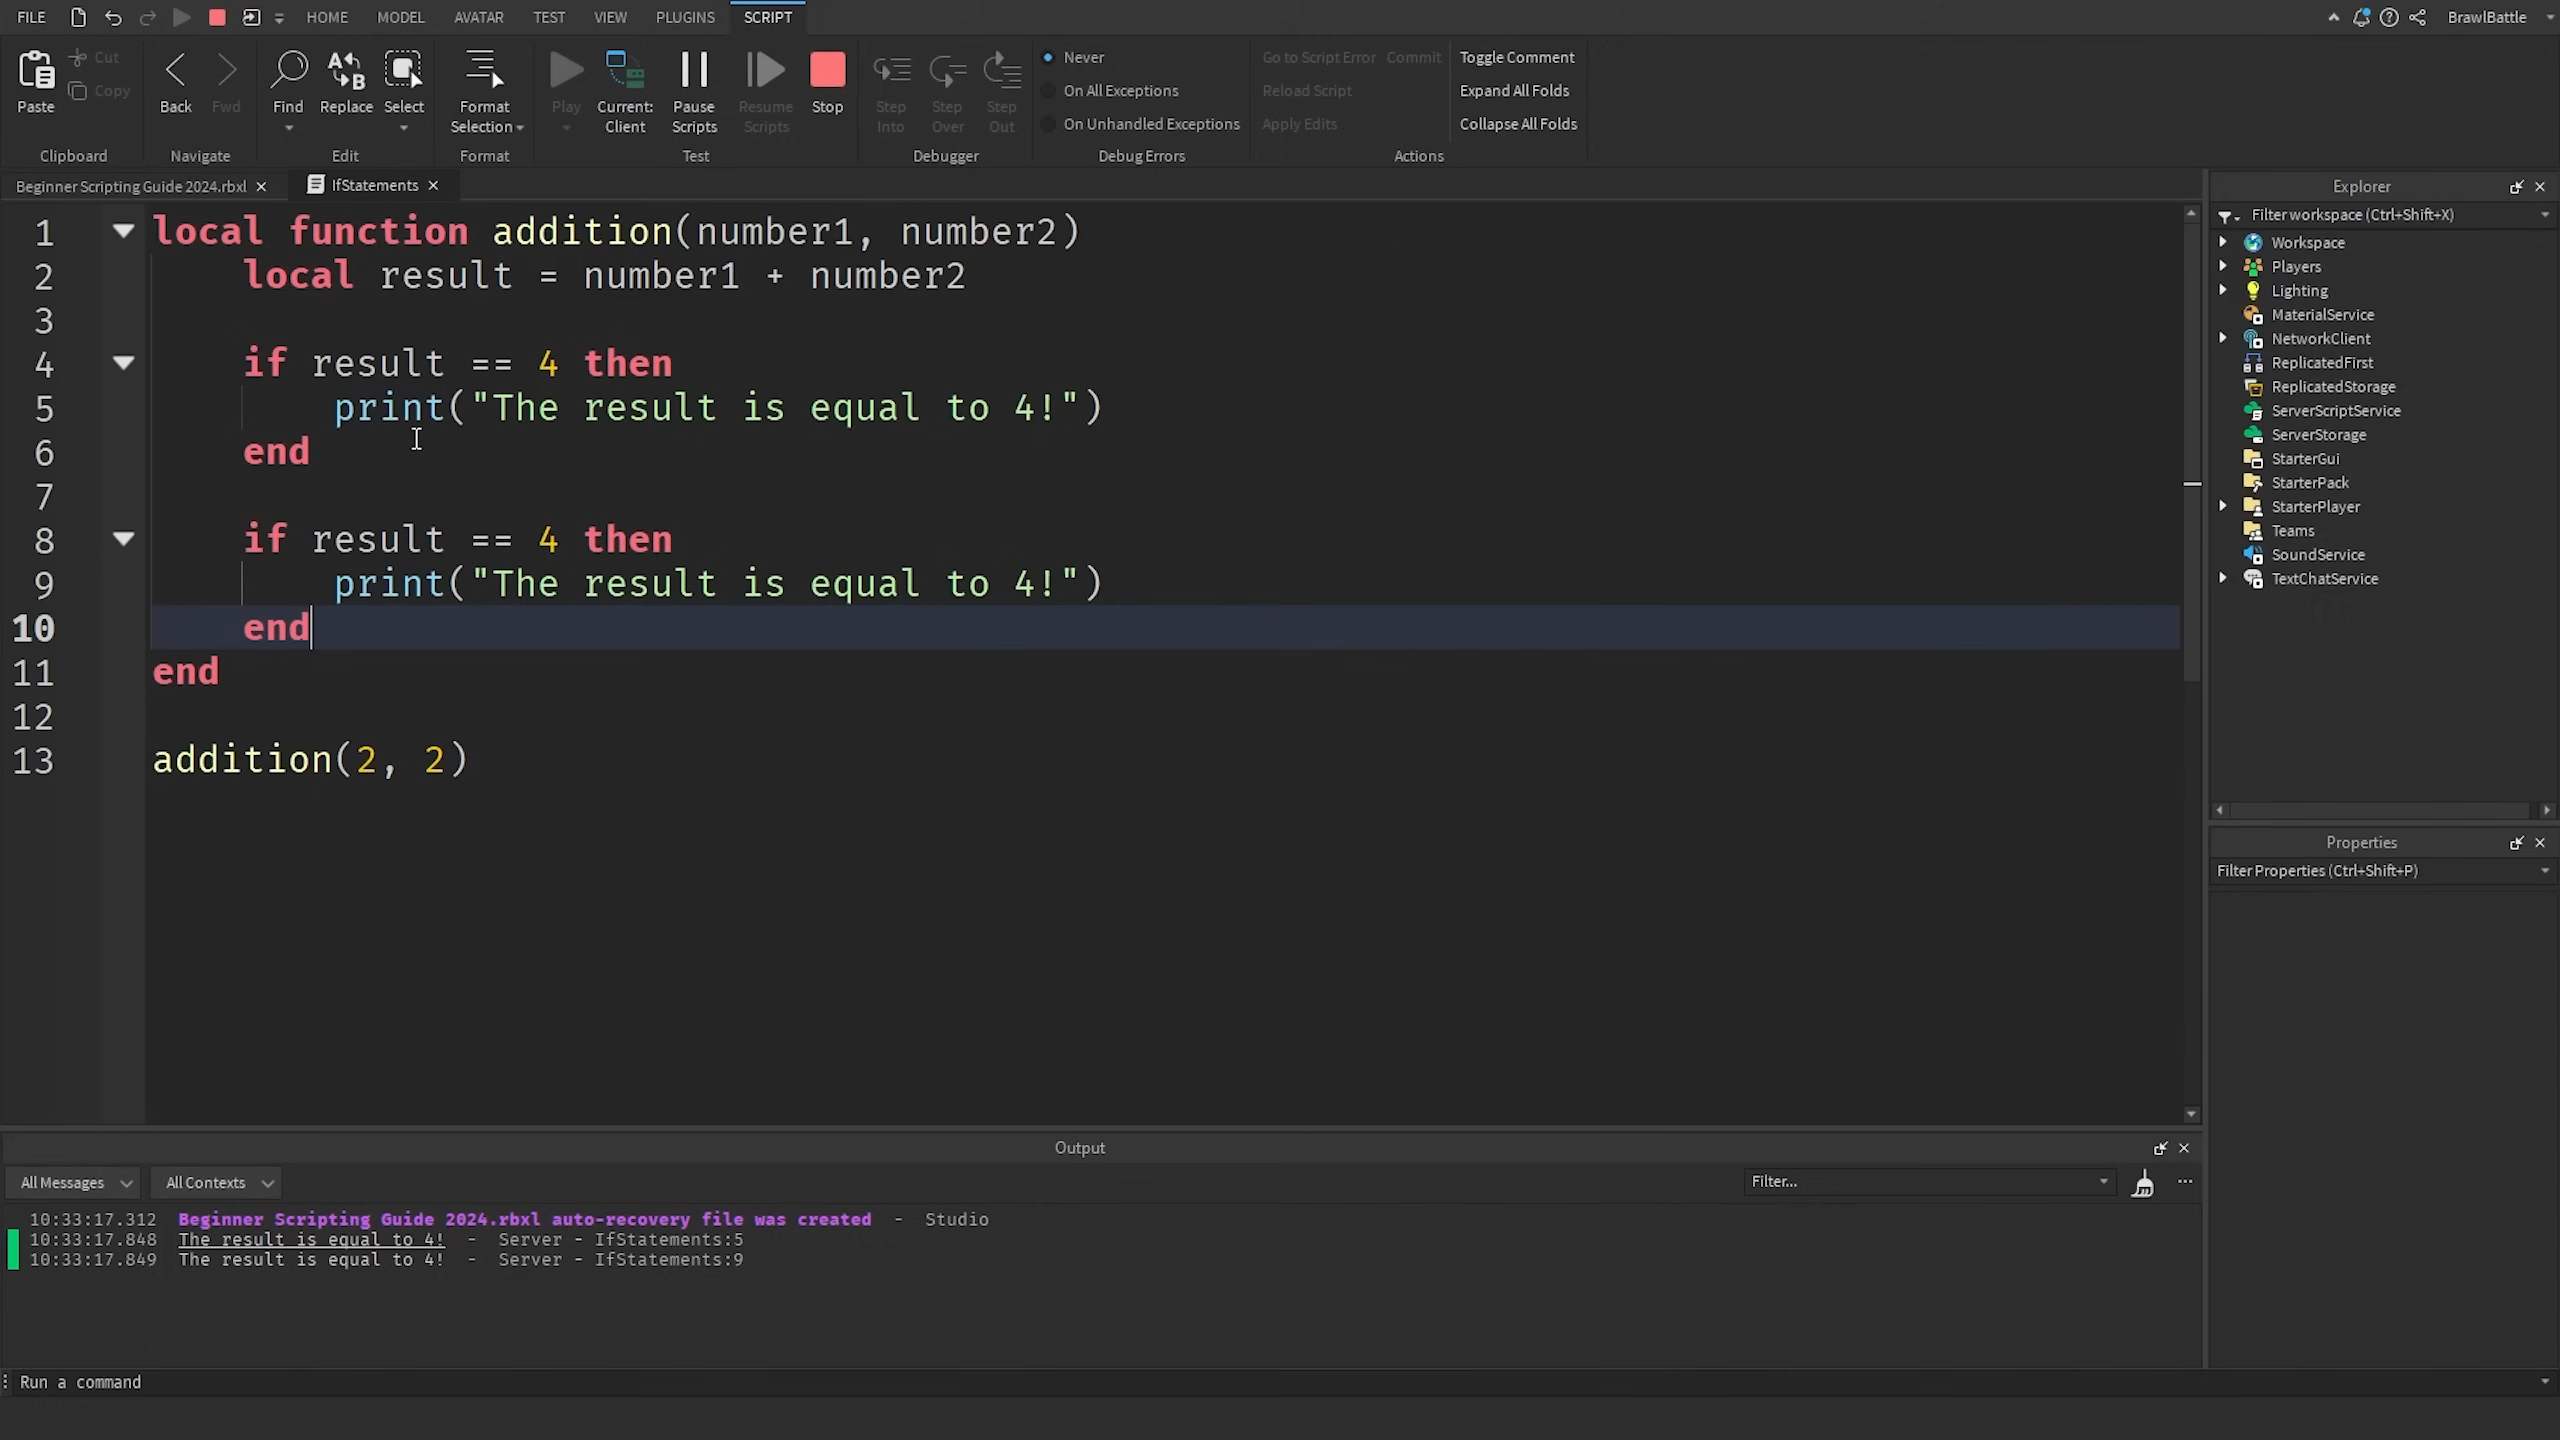 FILE HOME MODEL AVATAR TEST VIEW PLUGINS SCRIPT BrawlBattle
Paste Cut Copy Back Fwd Find Replace Select Format Selection Play Current: Client Pause Scripts Resume Scripts Stop Step Into Step Over Step Out
Never
On All Exceptions
On Unhandled Exceptions
Go to Script Error Commit
Reload Script
Apply Edits
Toggle Comment
Expand All Folds
Collapse All Folds
Clipboard Navigate Edit Format Test Debugger Debug Errors Actions
Beginner Scripting Guide 2024.rbxl × IfStatements ×
1 local function addition(number1, number2)
2 local result = number1 + number2
3
4 if result == 4 then
5 print("The result is equal to 4!")
6 end
7
8 if result == 4 then
9 print("The result is equal to 4!")
10 end
11 end
12
13 addition(2, 2)
Explorer
Filter workspace (Ctrl+Shift+X)
Workspace
Players
Lighting
MaterialService
NetworkClient
ReplicatedFirst
ReplicatedStorage
ServerScriptService
ServerStorage
StarterGui
StarterPack
StarterPlayer
Teams
SoundService
TextChatService
Properties
Filter Properties (Ctrl+Shift+P)
Output
All Messages All Contexts Filter... ...
10:33:17.312 Beginner Scripting Guide 2024.rbxl auto-recovery file was created - Studio
10:33:17.848 The result is equal to 4! - Server - IfStatements:5
10:33:17.849 The result is equal to 4! - Server - IfStatements:9
Run a command